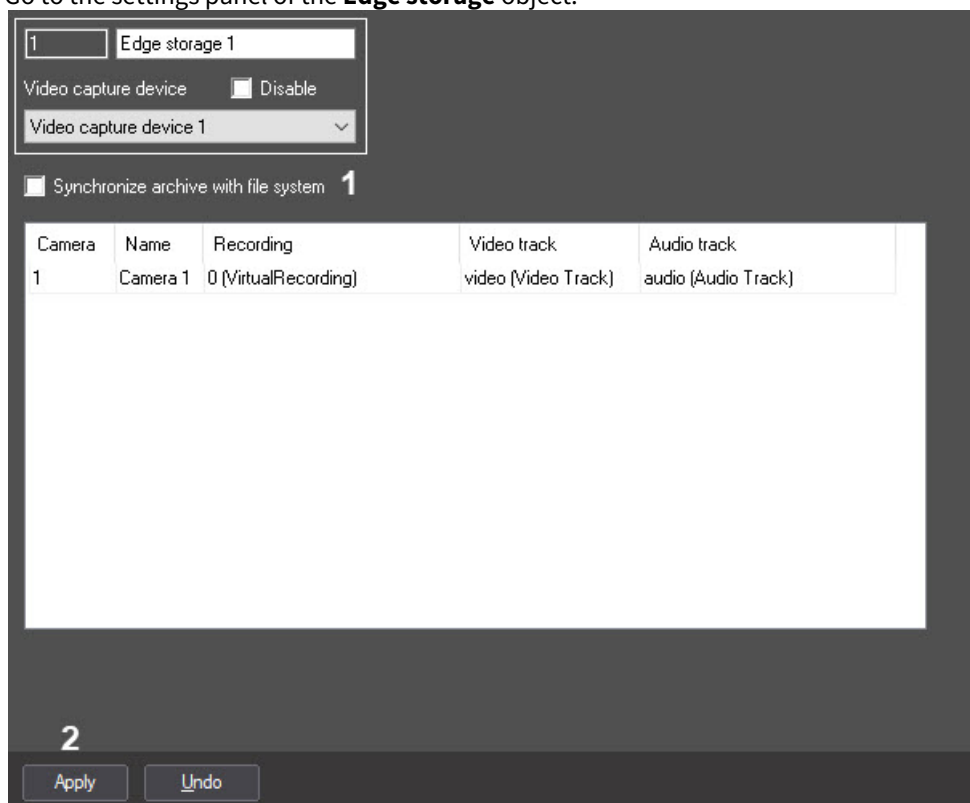 Go to the settings panel of the Edge storage object.
1 Edge storage 1
Video capture device Disable
Video capture device 1
Synchronize archive with file system 1
Camera Name Recording Video track Audio track
1 Camera 1 0 (VirtualRecording) video (Video Track) audio (Audio Track)
2
Apply Undo